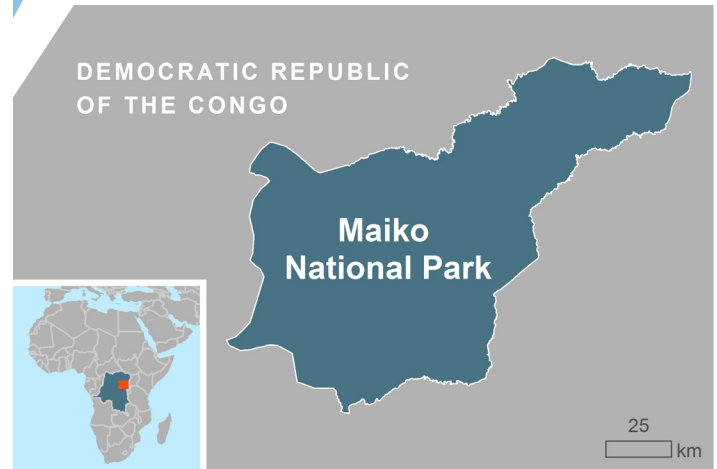 DEMOCRATIC REPUBLIC
OF THE CONGO
Maiko
National Park
25
km